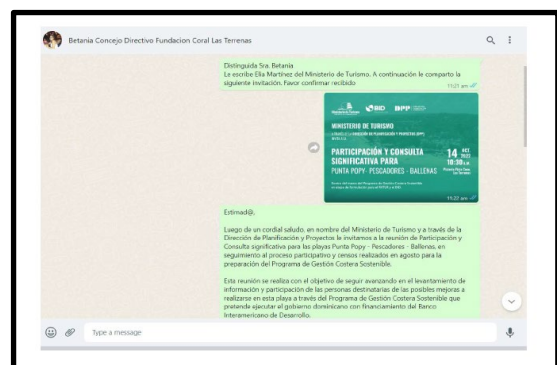 Betania Concejo Directivo Fundacion Coral Las Terrenas
Distinguida Sra. Betania
Le escribe Elia Martínez del Ministerio de Turismo. A continuación le comparto la
siguiente invitación. Favor confirmar recibido
11:21 am
BID
DPP
MINISTERIO DE TURISMO
PARTICIPACIÓN Y CONSULTA
SIGNIFICATIVA PARA
PUNTA POPY · PESCADORES · BALLENAS
14
10:30 A.M.
11:22 am
Estimad@,
Luego de un cordial saludo, en nombre del Ministerio de Turismo y a través de la
Dirección de Planificación y Proyectos le invitamos a la reunión de Participación y
Consulta significativa para las playas Punta Popy - Pescadores - Ballenas, en
seguimiento al proceso participativo y censos realizados en agosto para la
preparación del Programa de Gestión Costera Sostenible.
Esta reunión se realiza con el objetivo de seguir avanzando en el levantamiento de
información y participación de las personas destinatarias de las posibles mejoras a
realizarse en esta playa a través del Programa de Gestión Costera Sostenible que
pretende ejecutar el gobierno dominicano con financiamiento del Banco
Interamericano de Desarrollo.
Type a message